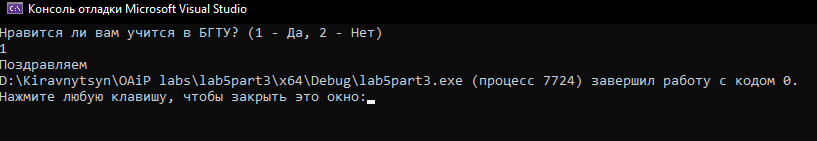 Консоль отладки Microsoft Visual Studio
Нравится ли вам учится в БГТУ? (1 - Да, 2 - Нет)
1
Поздравляем
D:\Kiravnytsyn\OAiP labs\lab5part3\x64\Debug\lab5part3.exe (процесс 7724) завершил работу с кодом 0.
Нажмите любую клавишу, чтобы закрыть это окно: